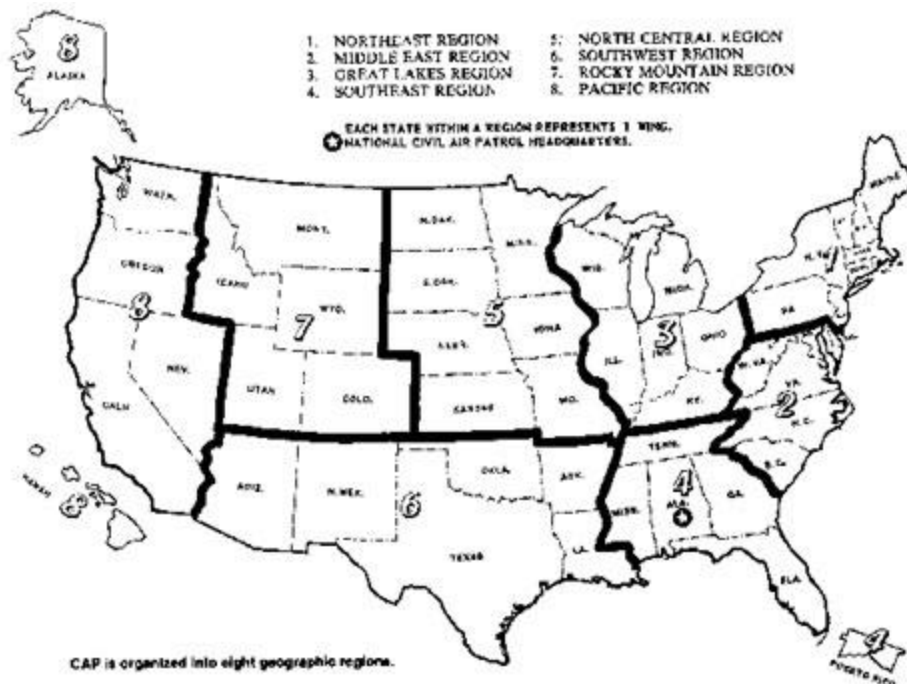 1. NORTHEAST REGION
2. MIDDLE EAST REGION
3. GREAT LAKES REGION
4. SOUTHEAST REGION
5. NORTH CENTRAL REGION
6. SOUTHWEST REGION
7. ROCKY MOUNTAIN REGION
8. PACIFIC REGION
EACH STATE WITHIN A REGION REPRESENTS 1 WING.
NATIONAL CIVIL AIR PATROL HEADQUARTERS.
8
ALASKA
WASH.
OREGON
8
CALIF
NEV.
MONT.
IDAHO
WYO.
7
UTAH
COLO.
N.DAK.
S.DAK.
5
NEBR.
IOWA
KANSAS
MO.
WIS.
MICH.
ILL.
IND.
3
OHIO
KY.
MAINE
N.Y.
PA
W.VA.
VA.
2
N.C.
S.C.
TENN.
4
MISS.
ALA.
GA.
FLA.
ARIZ.
N.MEX.
6
OKLA.
ARK.
TEXAS
LA.
HAWAII
8
4
PUERTO RICO
CAP is organized into eight geographic regions.